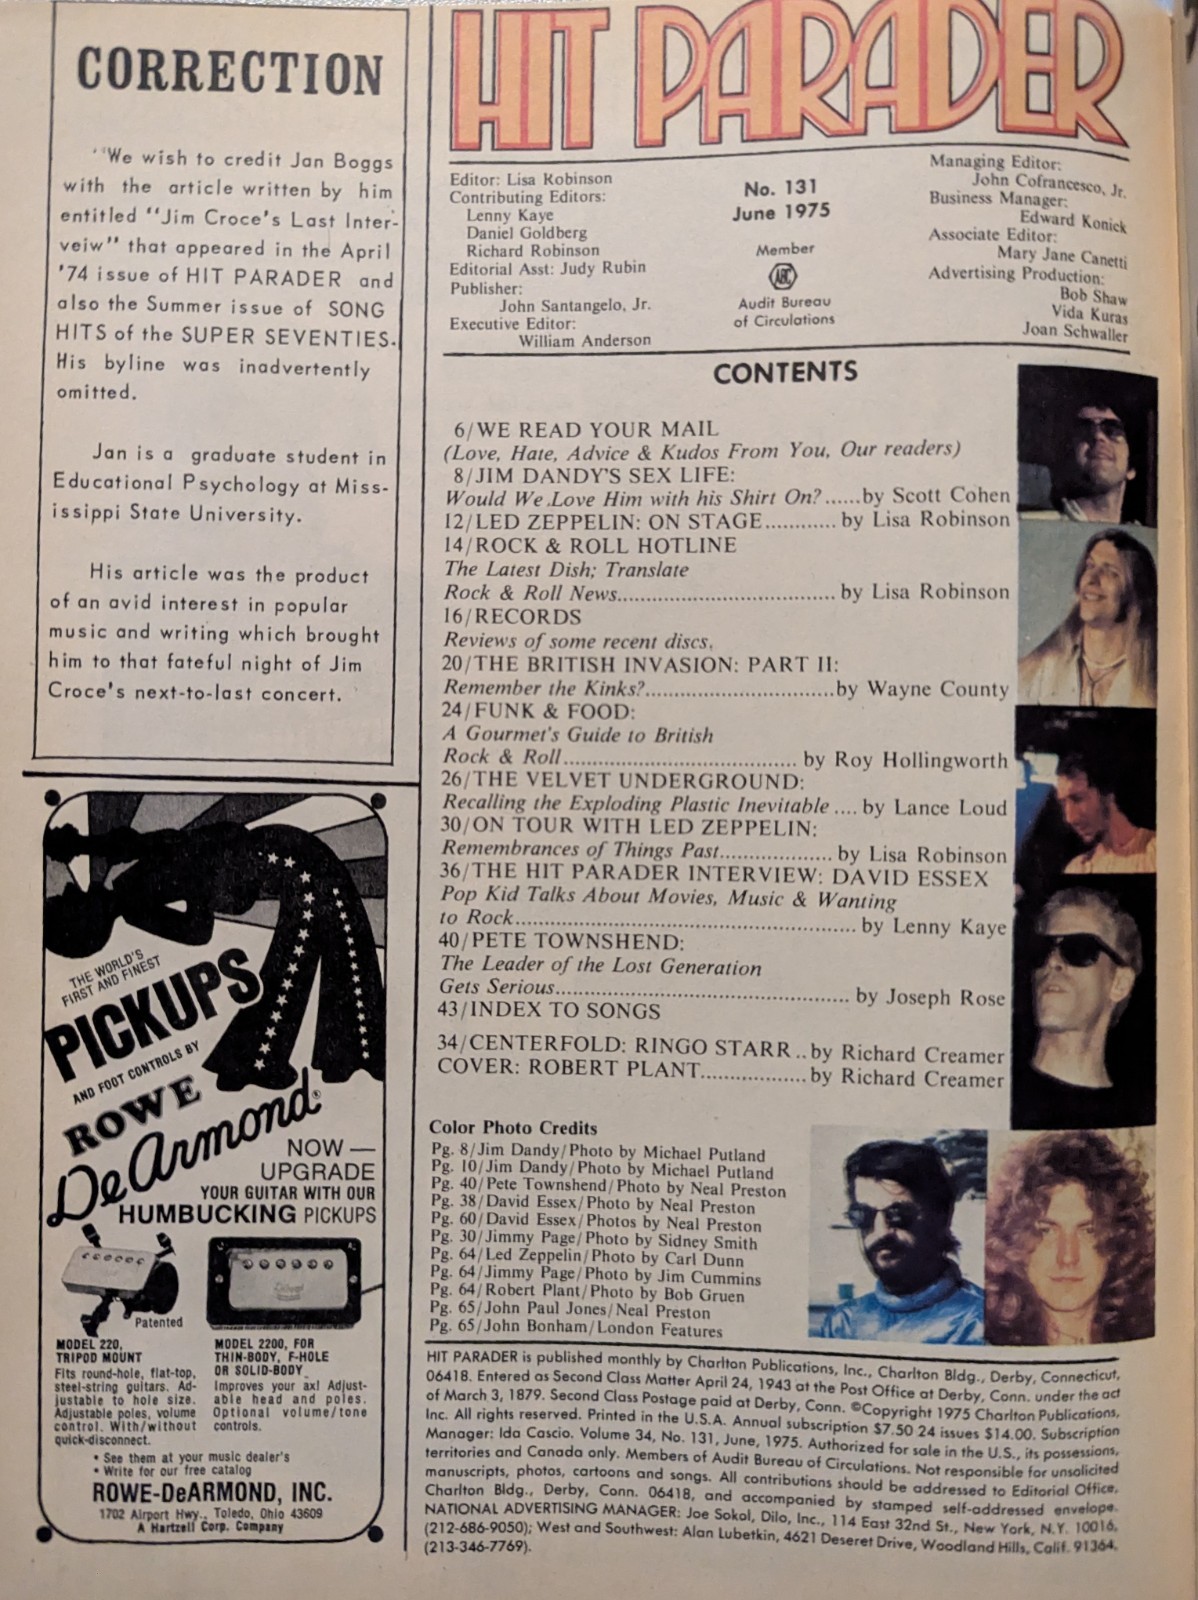 CORRECTION
"We wish to credit Jan Boggs
with the article written by him
entitled "Jim Croce's Last Inter-
veiw" that appeared in the April
'74 issue of HIT PARADER and
also the Summer issue of SONG
HITS of the SUPER SEVENTIES.
His byline was inadvertently
omitted.
Jan is a graduate student in
Educational Psychology at Miss-
issippi State University.
His article was the product
of an avid interest in popular
music and writing which brought
him to that fateful night of Jim
Croce's next-to-last concert.
THE WORLD'S
FIRST AND FINEST
PICKUPS
AND FOOT CONTROLS BY
ROWE
DeArmond®
NOW —
UPGRADE
YOUR GUITAR WITH OUR
HUMBUCKING PICKUPS
Patented
MODEL 220,
TRIPOD MOUNT
Fits round-hole, flat-top,
steel-string guitars. Ad-
justable to hole size.
Adjustable poles, volume
control. With/without
quick-disconnect.
MODEL 2200, FOR
THIN-BODY, F-HOLE
OR SOLID-BODY
Improves your ax! Adjust-
able head and poles.
Optional volume/tone
controls.
• See them at your music dealer's
• Write for our free catalog
ROWE-DeARMOND, INC.
1702 Airport Hwy., Toledo, Ohio 43609
A Hartzell Corp. Company
HIT PARADER
Editor: Lisa Robinson
Contributing Editors:
Lenny Kaye
Daniel Goldberg
Richard Robinson
Editorial Asst: Judy Rubin
Publisher:
John Santangelo, Jr.
Executive Editor:
William Anderson
No. 131
June 1975
Member
ABC
Audit Bureau
of Circulations
Managing Editor:
John Cofrancesco, Jr.
Business Manager:
Edward Konick
Associate Editor:
Mary Jane Canetti
Advertising Production:
Bob Shaw
Vida Kuras
Joan Schwaller
CONTENTS
6/WE READ YOUR MAIL
(Love, Hate, Advice & Kudos From You, Our readers)
8/JIM DANDY'S SEX LIFE:
Would We Love Him with his Shirt On?......by Scott Cohen
12/LED ZEPPELIN: ON STAGE............ by Lisa Robinson
14/ROCK & ROLL HOTLINE
The Latest Dish; Translate
Rock & Roll News.................................... by Lisa Robinson
16/RECORDS
Reviews of some recent discs.
20/THE BRITISH INVASION: PART II:
Remember the Kinks?...............................by Wayne County
24/FUNK & FOOD:
A Gourmet's Guide to British
Rock & Roll...................................... by Roy Hollingworth
26/THE VELVET UNDERGROUND:
Recalling the Exploding Plastic Inevitable .... by Lance Loud
30/ON TOUR WITH LED ZEPPELIN:
Remembrances of Things Past.................. by Lisa Robinson
36/THE HIT PARADER INTERVIEW: DAVID ESSEX
Pop Kid Talks About Movies, Music & Wanting
to Rock...................................................... by Lenny Kaye
40/PETE TOWNSHEND:
The Leader of the Lost Generation
Gets Serious............................................... by Joseph Rose
43/INDEX TO SONGS
34/CENTERFOLD: RINGO STARR ..by Richard Creamer
COVER: ROBERT PLANT.................by Richard Creamer
Color Photo Credits
Pg. 8/Jim Dandy/Photo by Michael Putland
Pg. 10/Jim Dandy/Photo by Michael Putland
Pg. 40/Pete Townshend/Photo by Neal Preston
Pg. 38/David Essex/Photo by Neal Preston
Pg. 60/David Essex/Photos by Neal Preston
Pg. 30/Jimmy Page/Photo by Sidney Smith
Pg. 64/Led Zeppelin/Photo by Carl Dunn
Pg. 64/Jimmy Page/Photo by Jim Cummins
Pg. 64/Robert Plant/Photo by Bob Gruen
Pg. 65/John Paul Jones/Neal Preston
Pg. 65/John Bonham/London Features
HIT PARADER is published monthly by Charlton Publications, Inc., Charlton Bldg., Derby, Connecticut,
06418. Entered as Second Class Matter April 24, 1943 at the Post Office at Derby, Conn. under the act
of March 3, 1879. Second Class Postage paid at Derby, Conn. ©Copyright 1975 Charlton Publications,
Inc. All rights reserved. Printed in the U.S.A. Annual subscription $7.50 24 issues $14.00. Subscription
Manager: Ida Cascio. Volume 34, No. 131, June, 1975. Authorized for sale in the U.S., its possessions,
territories and Canada only. Members of Audit Bureau of Circulations. Not responsible for unsolicited
manuscripts, photos, cartoons and songs. All contributions should be addressed to Editorial Office,
Charlton Bldg., Derby, Conn. 06418, and accompanied by stamped self-addressed envelope.
NATIONAL ADVERTISING MANAGER: Joe Sokol, Dilo, Inc., 114 East 32nd St., New York, N.Y. 10016,
(212-686-9050); West and Southwest: Alan Lubetkin, 4621 Deseret Drive, Woodland Hills, Calif. 91364,
(213-346-7769).